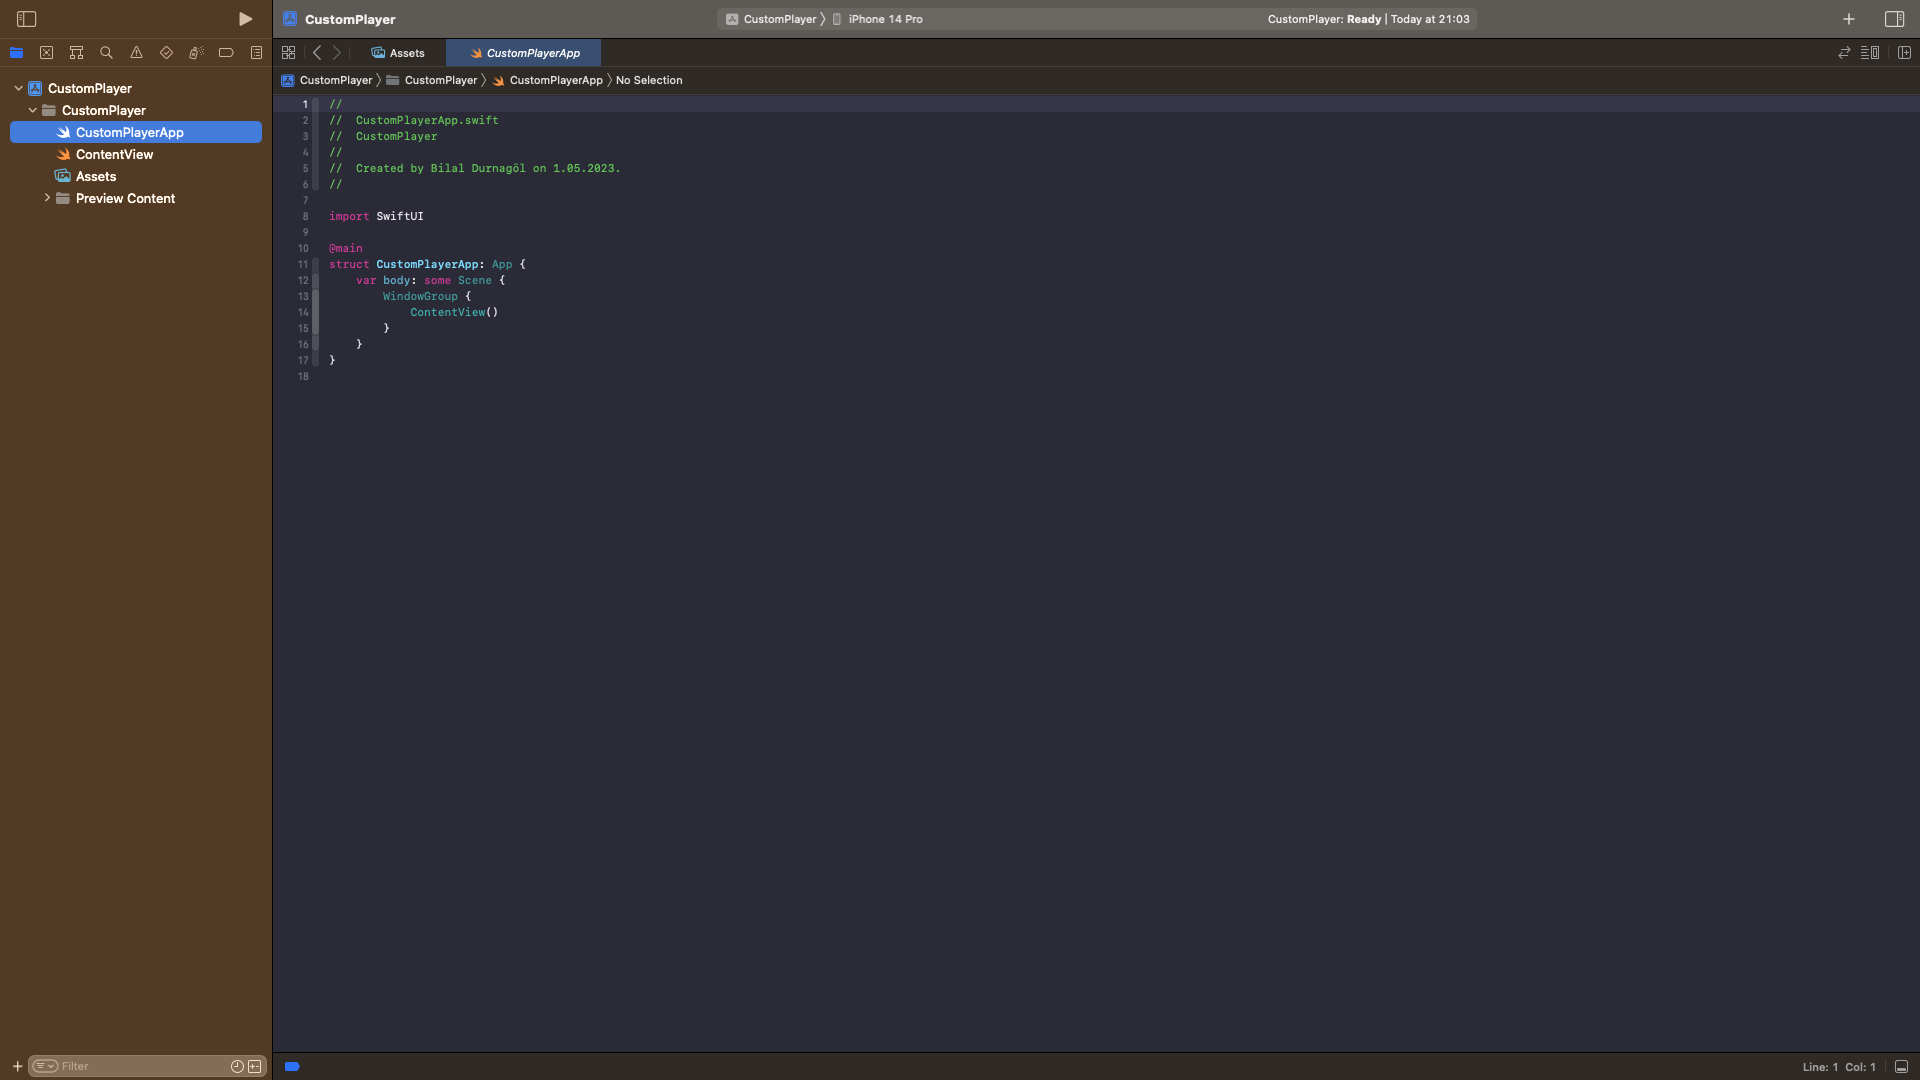 CustomPlayer
CustomPlayer
iPhone 14 Pro
CustomPlayer: Ready | Today at 21:03
Assets
CustomPlayerApp
CustomPlayer
CustomPlayer
CustomPlayerApp
No Selection
CustomPlayer
CustomPlayer
CustomPlayerApp
ContentView
Assets
Preview Content
1 //
2 //  CustomPlayerApp.swift
3 //  CustomPlayer
4 //
5 //  Created by Bilal Durnagöl on 1.05.2023.
6 //
7
8 import SwiftUI
9
10 @main
11 struct CustomPlayerApp: App {
12     var body: some Scene {
13         WindowGroup {
14             ContentView()
15         }
16     }
17 }
18
Filter
Line: 1 Col: 1